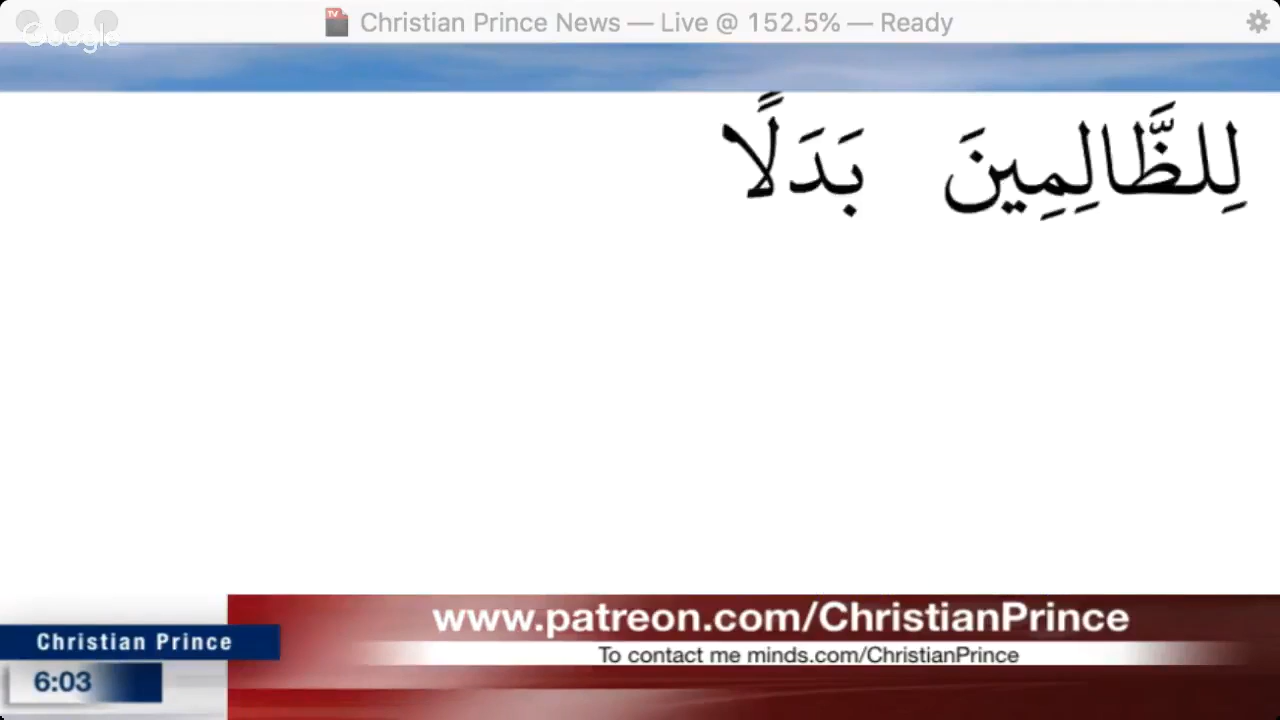 Christian Prince News — Live @ 152.5% — Ready
Google
لِلظَّالِمِينَ بَدَلًا
www.patreon.com/ChristianPrince
To contact me minds.com/ChristianPrince
Christian Prince
6:03